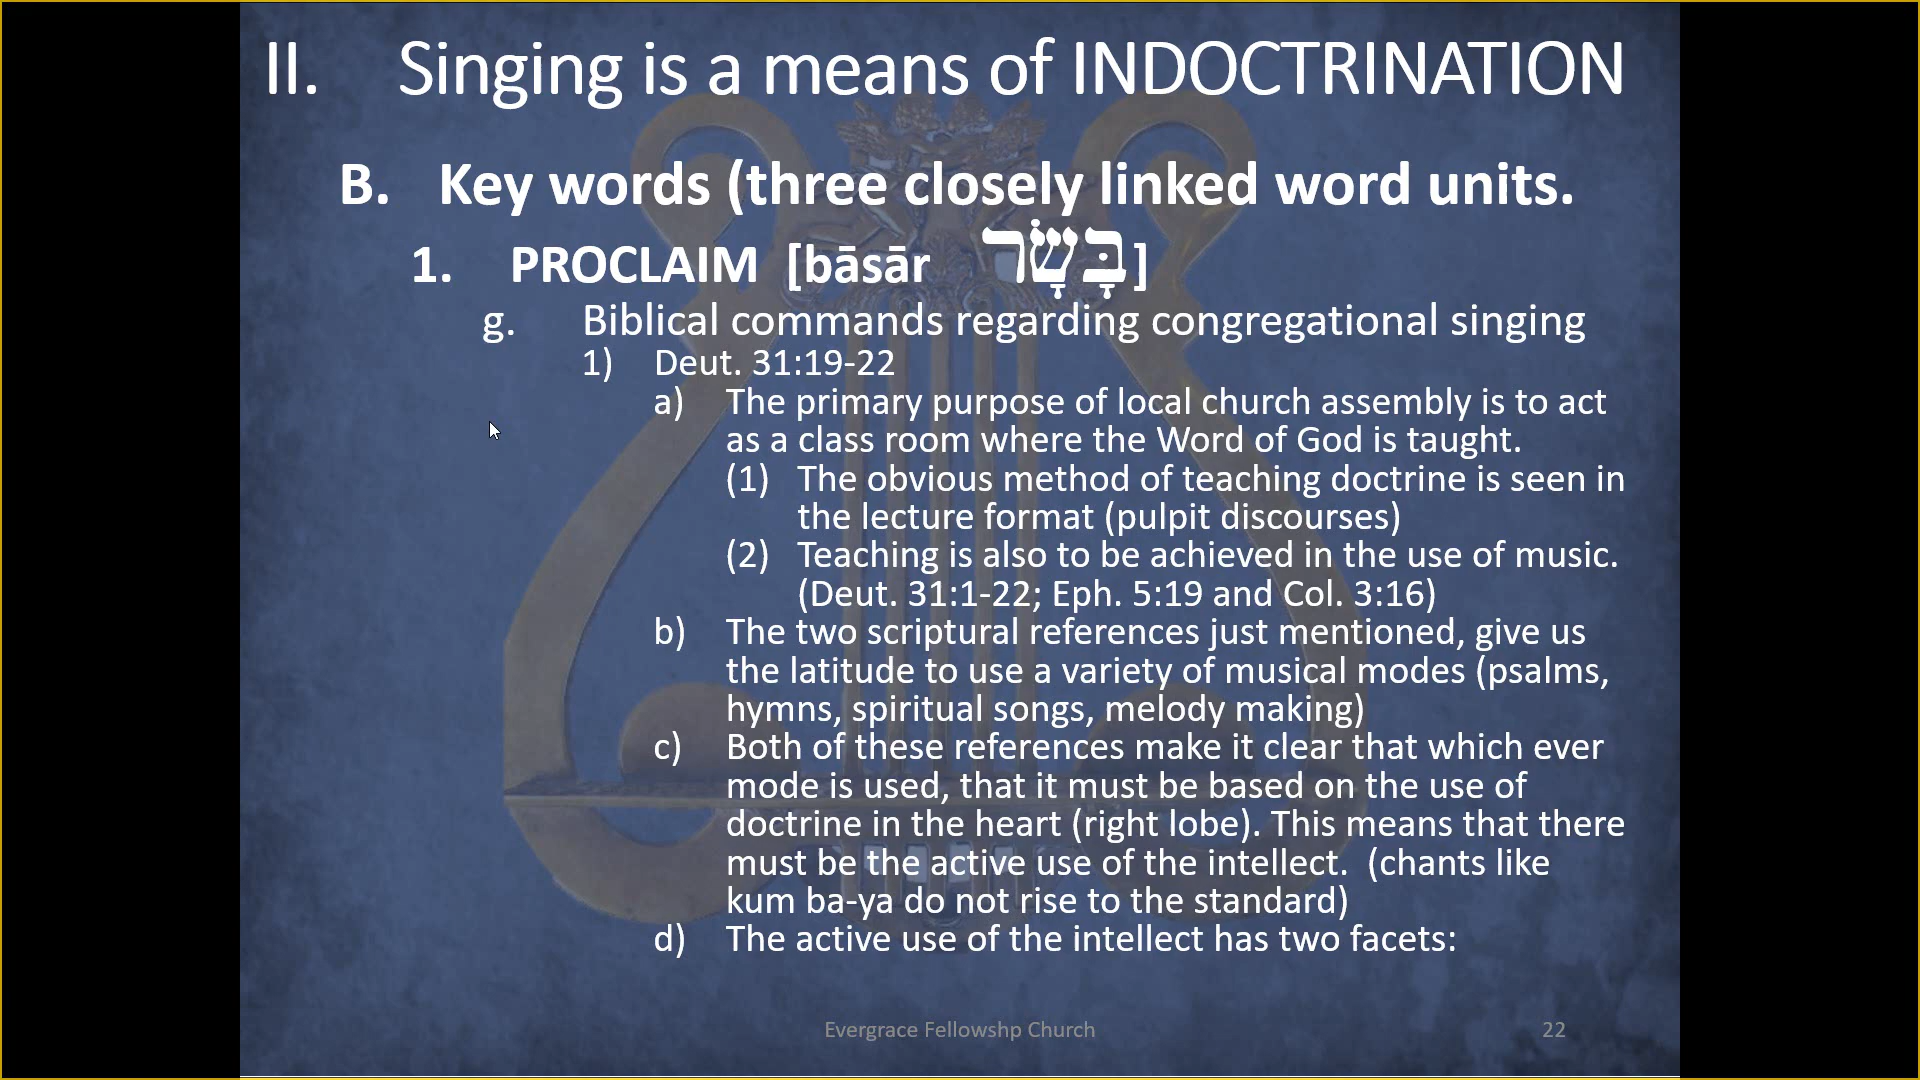 II. Singing is a means of INDOCTRINATION
B. Key words (three closely linked word units.
1. PROCLAIM [bāsār בָּשָׂר]
g. Biblical commands regarding congregational singing
1) Deut. 31:19-22
a) The primary purpose of local church assembly is to act
as a class room where the Word of God is taught.
(1) The obvious method of teaching doctrine is seen in
the lecture format (pulpit discourses)
(2) Teaching is also to be achieved in the use of music.
(Deut. 31:1-22; Eph. 5:19 and Col. 3:16)
b) The two scriptural references just mentioned, give us
the latitude to use a variety of musical modes (psalms,
hymns, spiritual songs, melody making)
c) Both of these references make it clear that which ever
mode is used, that it must be based on the use of
doctrine in the heart (right lobe). This means that there
must be the active use of the intellect. (chants like
kum ba-ya do not rise to the standard)
d) The active use of the intellect has two facets:
Evergrace Fellowshp Church
22